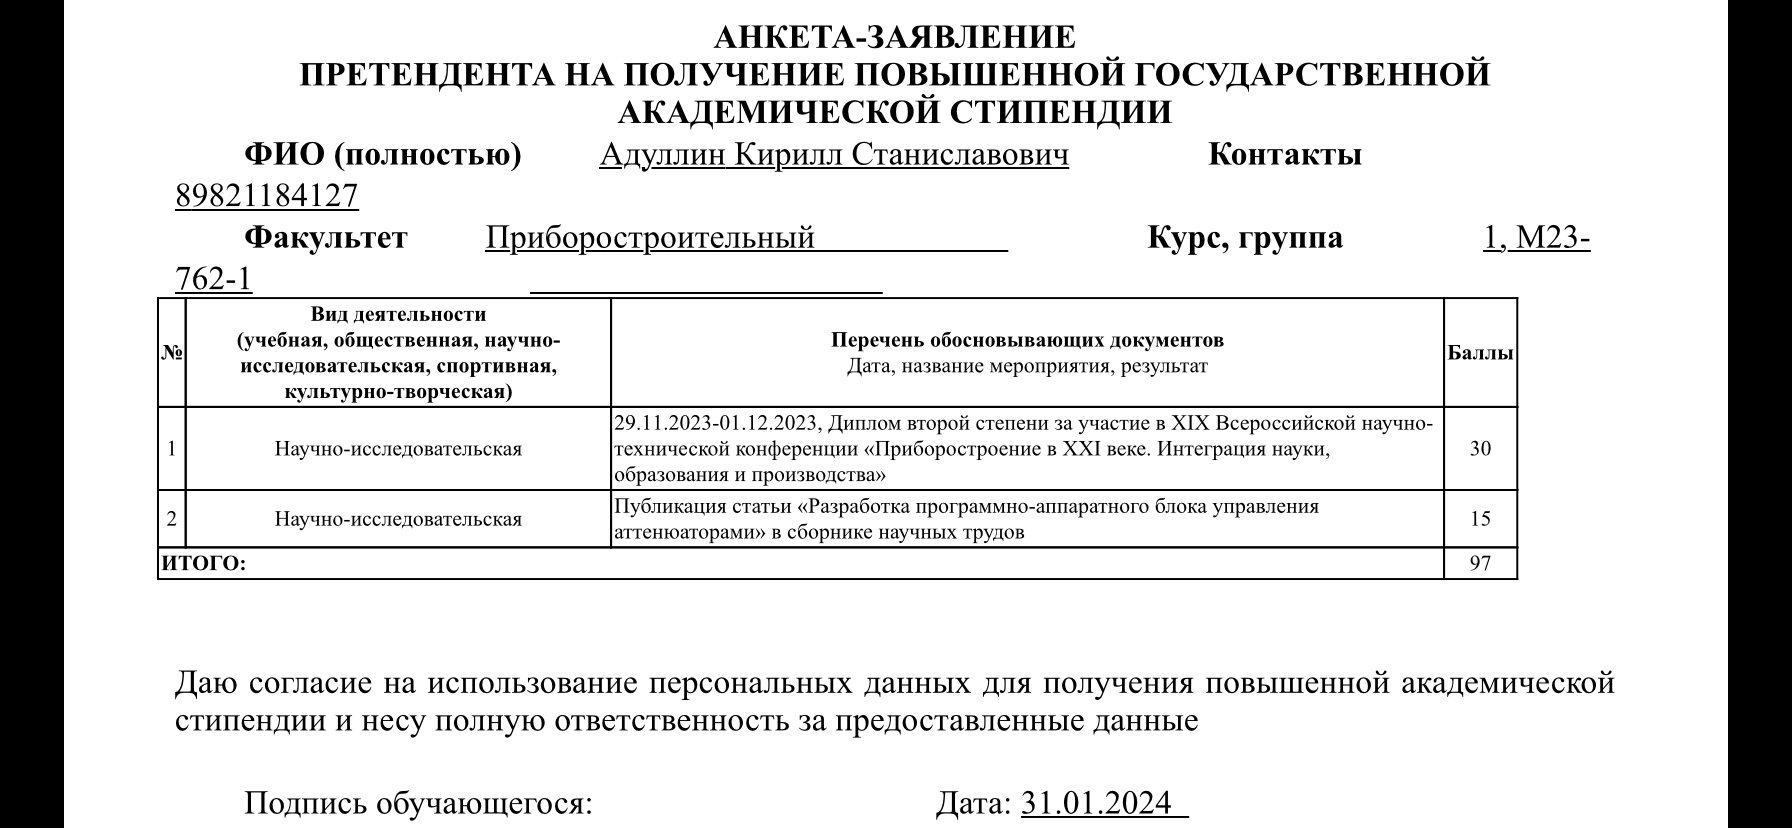 АНКЕТА-ЗАЯВЛЕНИЕ
ПРЕТЕНДЕНТА НА ПОЛУЧЕНИЕ ПОВЫШЕННОЙ ГОСУДАРСТВЕННОЙ
АКАДЕМИЧЕСКОЙ СТИПЕНДИИ
ФИО (полностью) Адуллин Кирилл Станиславович Контакты
89821184127
Факультет Приборостроительный Курс, группа 1, М23-
762-1
№
Вид деятельности
(учебная, общественная, научно-
исследовательская, спортивная,
культурно-творческая)
Перечень обосновывающих документов
Дата, название мероприятия, результат
Баллы
1
Научно-исследовательская
29.11.2023-01.12.2023, Диплом второй степени за участие в XIX Всероссийской научно-
технической конференции «Приборостроение в XXI веке. Интеграция науки,
образования и производства»
30
2
Научно-исследовательская
Публикация статьи «Разработка программно-аппаратного блока управления
аттенюаторами» в сборнике научных трудов
15
ИТОГО: 97
Даю согласие на использование персональных данных для получения повышенной академической
стипендии и несу полную ответственность за предоставленные данные
Подпись обучающегося: Дата: 31.01.2024